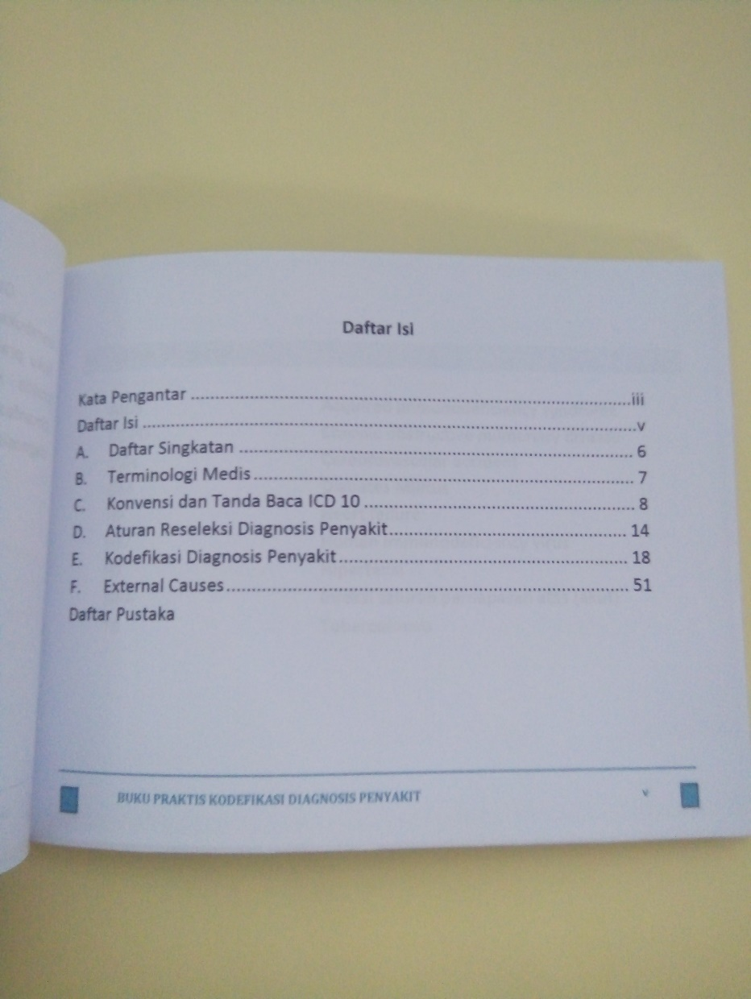 Daftar Isi
Kata Pengantar ........................................................................................iii
Daftar Isi ..................................................................................................v
A. Daftar Singkatan ................................................................................ 6
B. Terminologi Medis ............................................................................. 7
C. Konvensi dan Tanda Baca ICD 10 ....................................................... 8
D. Aturan Reseleksi Diagnosis Penyakit................................................. 14
E. Kodefikasi Diagnosis Penyakit........................................................... 18
F. External Causes................................................................................. 51
Daftar Pustaka
BUKU PRAKTIS KODEFIKASI DIAGNOSIS PENYAKIT v